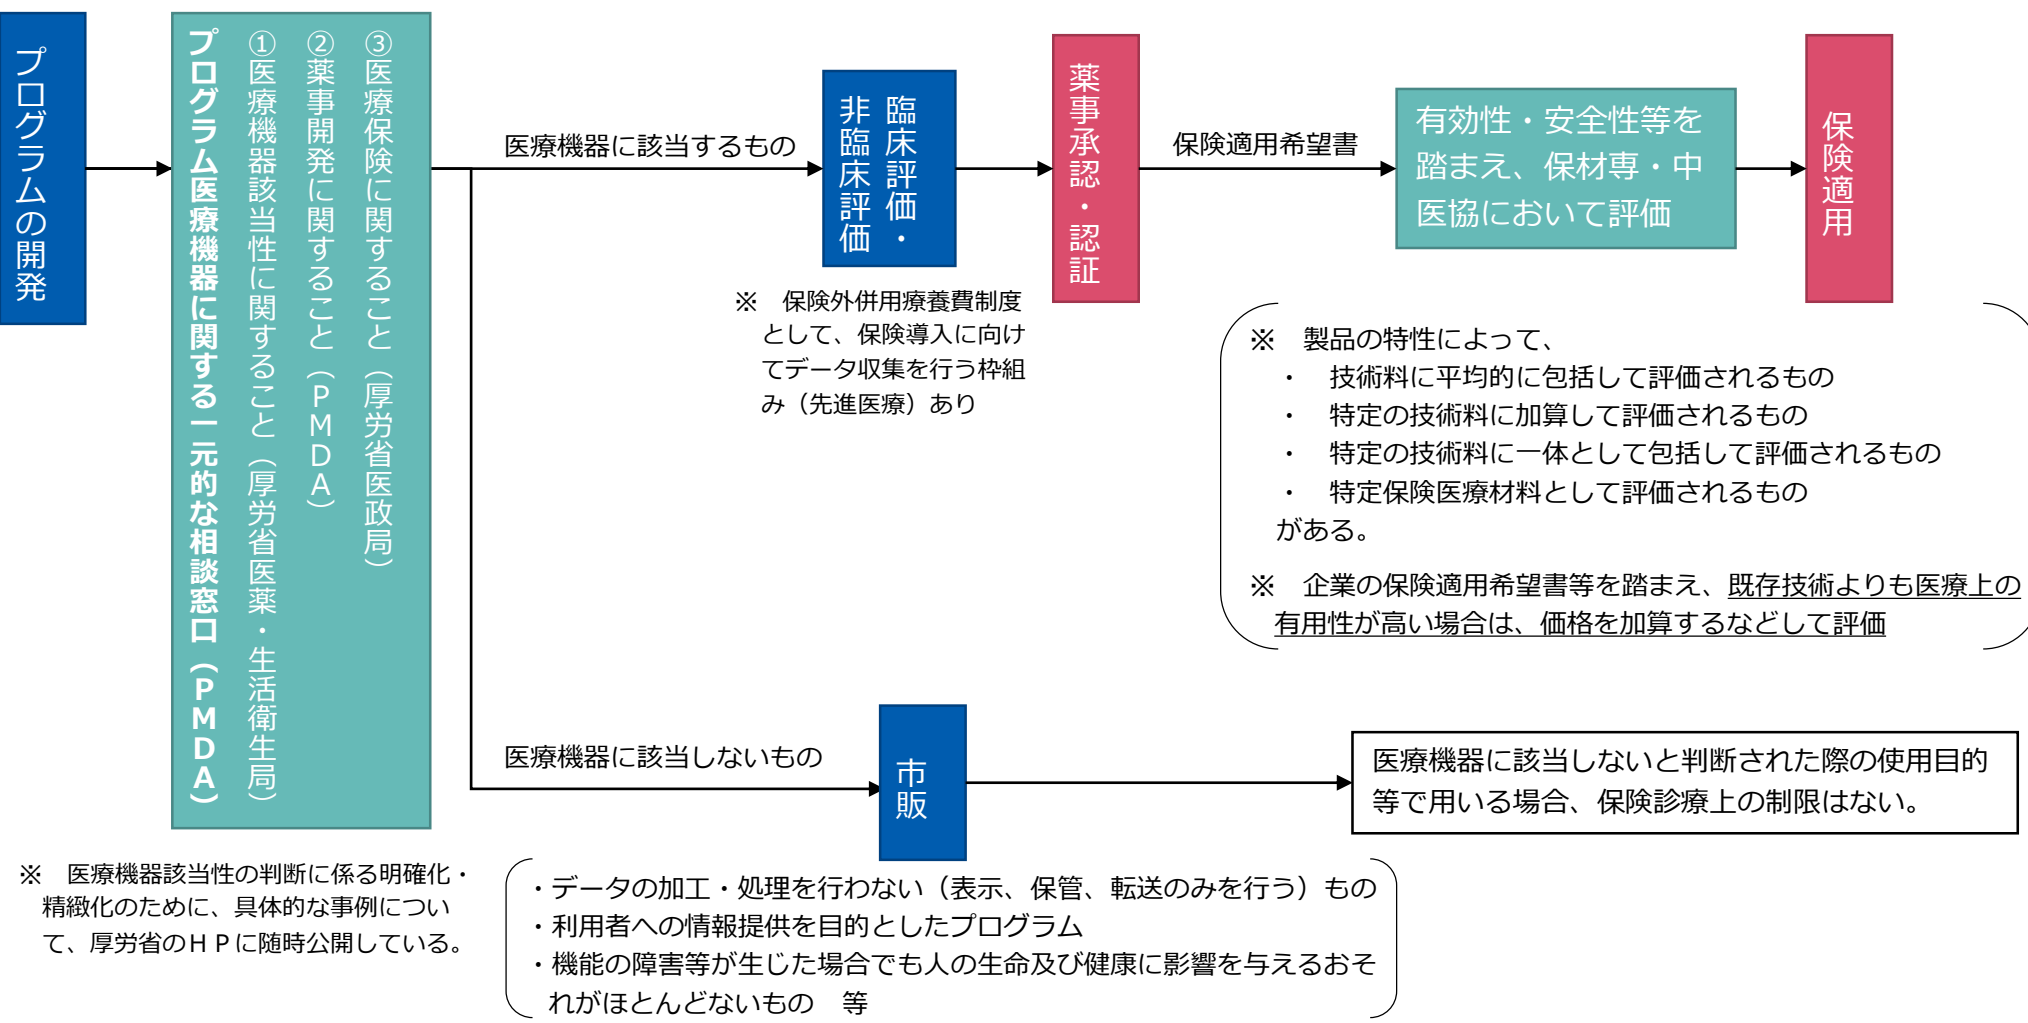 プログラムの開発
プログラム医療機器に関する一元的な相談窓口（ＰＭＤＡ）
①医療機器該当性に関すること（厚労省医薬・生活衛生局）
②薬事開発に関すること（ＰＭＤＡ）
③医療保険に関すること（厚労省医政局）
医療機器に該当するもの
臨床評価・
非臨床評価
※　保険外併用療養費制度
として、保険導入に向け
てデータ収集を行う枠組
み（先進医療）あり
薬事承認・認証
保険適用希望書
有効性・安全性等を
踏まえ、保材専・中
医協において評価
保険適用
※　製品の特性によって、
・　技術料に平均的に包括して評価されるもの
・　特定の技術料に加算して評価されるもの
・　特定の技術料に一体として包括して評価されるもの
・　特定保険医療材料として評価されるもの
がある。
※　企業の保険適用希望書等を踏まえ、既存技術よりも医療上の
有用性が高い場合は、価格を加算するなどして評価
医療機器に該当しないもの
市販
医療機器に該当しないと判断された際の使用目的
等で用いる場合、保険診療上の制限はない。
※　医療機器該当性の判断に係る明確化・
精緻化のために、具体的な事例につい
て、厚労省のＨＰに随時公開している。
・データの加工・処理を行わない（表示、保管、転送のみを行う）もの
・利用者への情報提供を目的としたプログラム
・機能の障害等が生じた場合でも人の生命及び健康に影響を与えるおそ
れがほとんどないもの　等